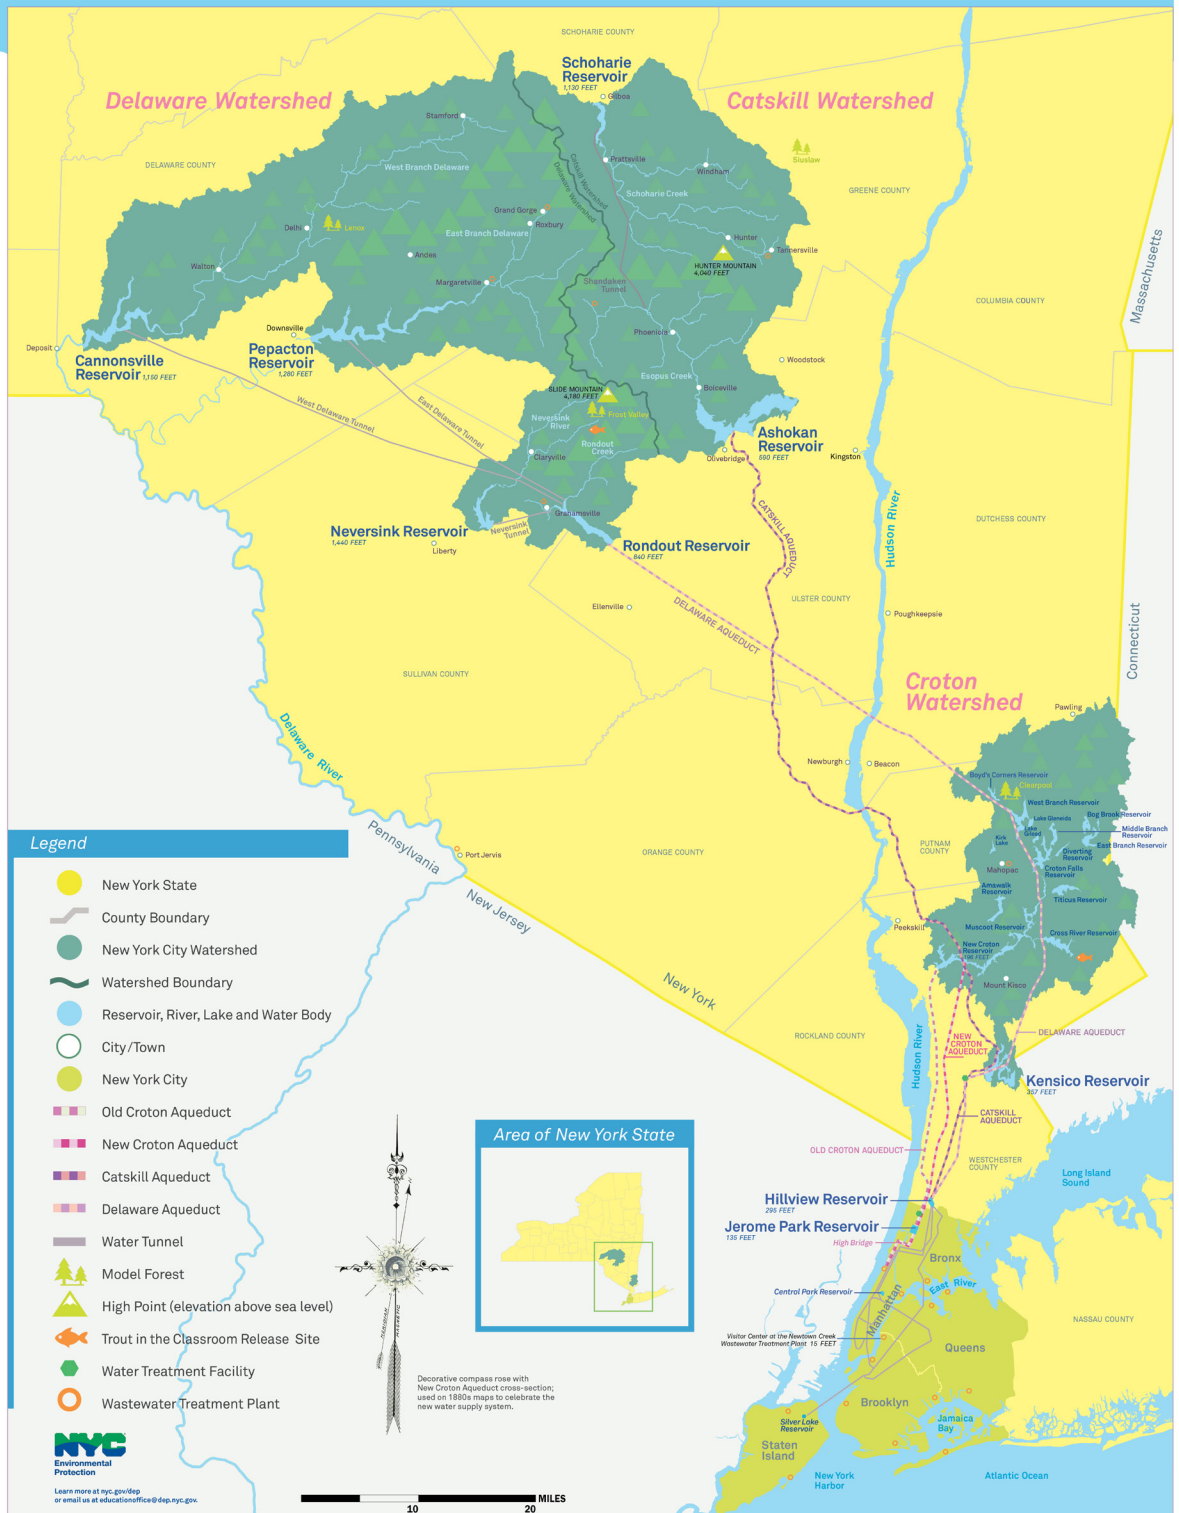 SCHOHARIE COUNTY
Schoharie
Reservoir
1,130 FEET
Gilboa
Delaware Watershed
Catskill Watershed
Stamford
Siuslaw
DELAWARE COUNTY
West Branch Delaware
Catskill Watershed
Delaware Watershed
Prattsville
Windham
Schoharie Creek
GREENE COUNTY
Grand Gorge
Roxbury
Delhi
Lenox
East Branch Delaware
Hunter
Tannersville
Andes
HUNTER MOUNTAIN
4,040 FEET
Walton
Margaretville
Shandaken
Tunnel
Massachusetts
COLUMBIA COUNTY
Downsville
Phoenicia
Deposit
Cannonsville
Reservoir 1,150 FEET
Pepacton
Reservoir
1,280 FEET
Woodstock
Esopus Creek
Boiceville
SLIDE MOUNTAIN
4,180 FEET
West Delaware Tunnel
East Delaware Tunnel
Neversink
River
Frost Valley
Rondout
Creek
Ashokan
Reservoir
590 FEET
Olivebridge
Kingston
Claryville
Grahamsville
CATSKILL AQUEDUCT
Hudson River
DUTCHESS COUNTY
Neversink Reservoir
1,440 FEET
Liberty
Neversink
Tunnel
Rondout Reservoir
840 FEET
Ellenville
DELAWARE AQUEDUCT
ULSTER COUNTY
Poughkeepsie
Connecticut
SULLIVAN COUNTY
Croton
Watershed
Pawling
Delaware River
Newburgh
Beacon
Boyd's Corners Reservoir
Clearpool
West Branch Reservoir
Lake Gleneida
Bog Brook Reservoir
Lake
Gilead
Middle Branch
Reservoir
Kirk
Lake
East Branch Reservoir
Diverting
Reservoir
PUTNAM
COUNTY
Mahopac
Croton Falls
Reservoir
Amawalk
Reservoir
Titicus Reservoir
Pennsylvania
Port Jervis
ORANGE COUNTY
New Jersey
Peekskill
Muscoot Reservoir
Cross River Reservoir
New Croton
Reservoir
196 FEET
Mount Kisco
New York
ROCKLAND COUNTY
Hudson River
NEW
CROTON
AQUEDUCT
DELAWARE AQUEDUCT
Kensico Reservoir
357 FEET
CATSKILL
AQUEDUCT
OLD CROTON AQUEDUCT
WESTCHESTER
COUNTY
Long Island
Sound
Hillview Reservoir
295 FEET
Jerome Park Reservoir
135 FEET
High Bridge
Bronx
East River
Central Park Reservoir
Manhattan
NASSAU COUNTY
Visitor Center at the Newtown Creek
Wastewater Treatment Plant 15 FEET
Queens
Brooklyn
Jamaica
Bay
Silver Lake
Reservoir
Staten
Island
New York
Harbor
Atlantic Ocean
Legend
New York State
County Boundary
New York City Watershed
Watershed Boundary
Reservoir, River, Lake and Water Body
City/Town
New York City
Old Croton Aqueduct
New Croton Aqueduct
Catskill Aqueduct
Delaware Aqueduct
Water Tunnel
Model Forest
High Point (elevation above sea level)
Trout in the Classroom Release Site
Water Treatment Facility
Wastewater Treatment Plant
NYC
Environmental
Protection
Learn more at nyc.gov/dep
or email us at educationoffice@dep.nyc.gov.
N
MERIDIAN
MAGNETIC
Decorative compass rose with
New Croton Aqueduct cross-section;
used on 1880s maps to celebrate the
new water supply system.
Area of New York State
MILES
10
20